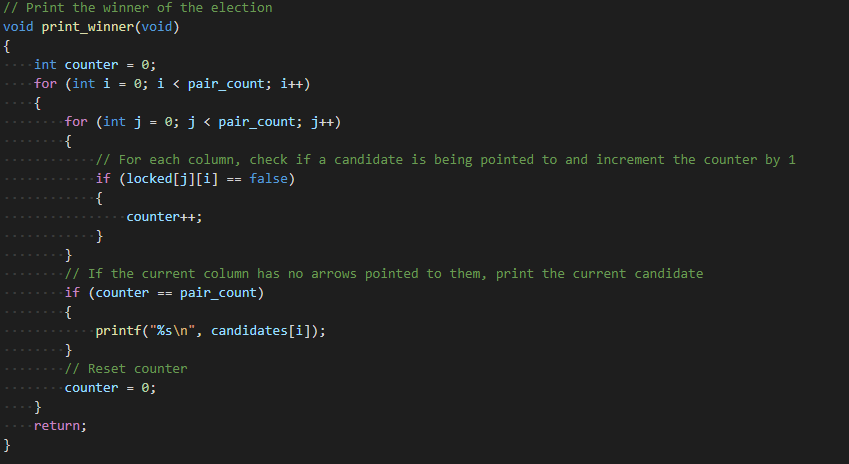 // Print the winner of the election
void print_winner(void)
{
    int counter = 0;
    for (int i = 0; i < pair_count; i++)
    {
        for (int j = 0; j < pair_count; j++)
        {
            // For each column, check if a candidate is being pointed to and increment the counter by 1
            if (locked[j][i] == false)
            {
                counter++;
            }
        }
        // If the current column has no arrows pointed to them, print the current candidate
        if (counter == pair_count)
        {
            printf("%s\n", candidates[i]);
        }
        // Reset counter
        counter = 0;
    }
    return;
}